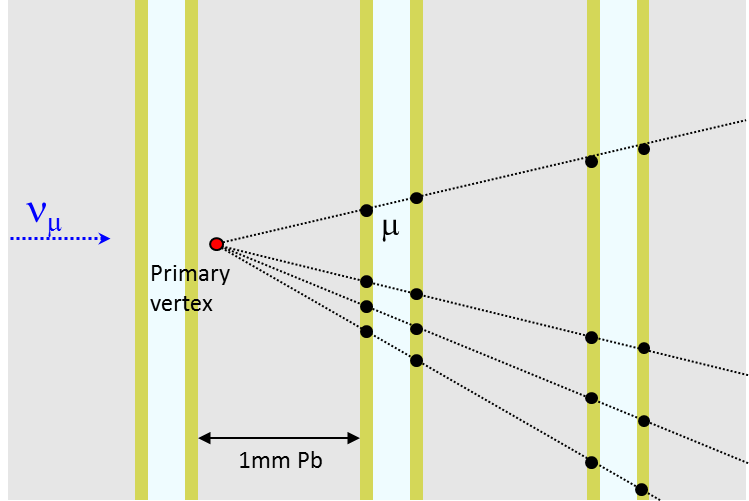 νμ
μ
Primary
vertex
1mm Pb